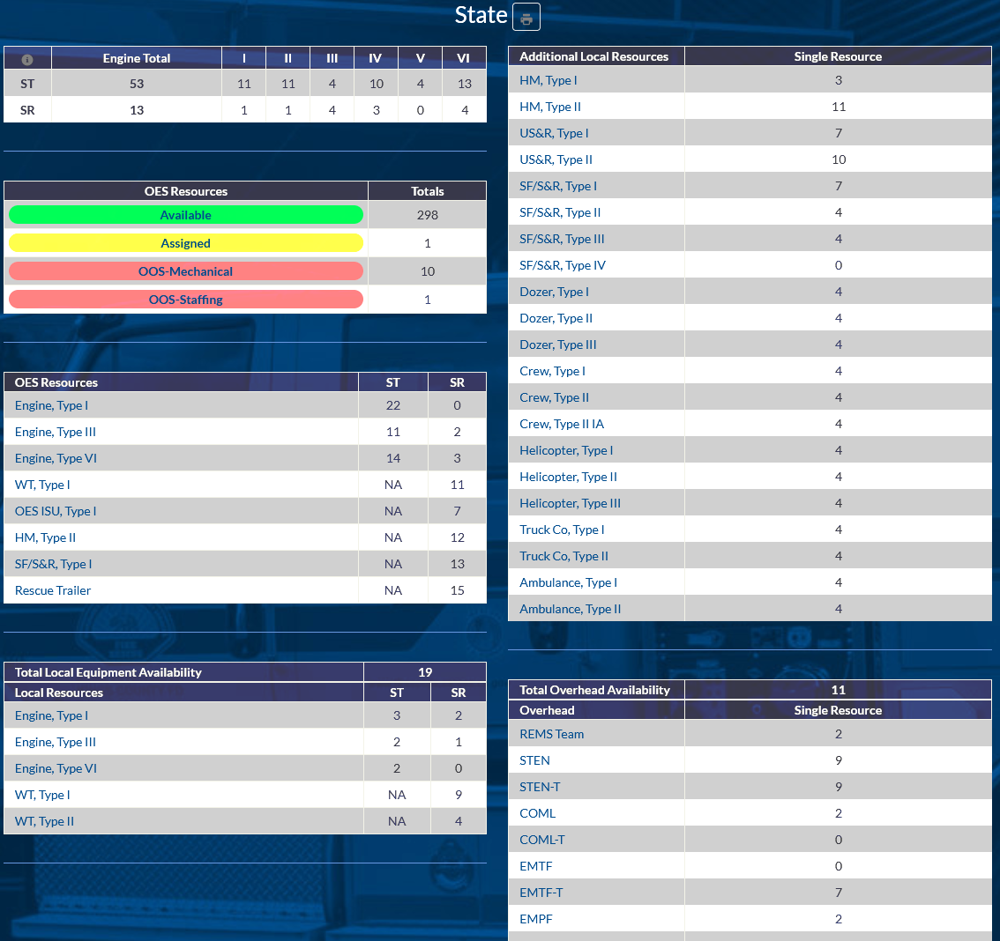 State
Engine Total I II III IV V VI
ST 53 11 11 4 10 4 13
SR 13 1 1 4 3 0 4
OES Resources Totals
Available 298
Assigned 1
OOS-Mechanical 10
OOS-Staffing 1
OES Resources ST SR
Engine, Type I 22 0
Engine, Type III 11 2
Engine, Type VI 14 3
WT, Type I NA 11
OES ISU, Type I NA 7
HM, Type II NA 12
SF/S&R, Type I NA 13
Rescue Trailer NA 15
Total Local Equipment Availability 19
Local Resources ST SR
Engine, Type I 3 2
Engine, Type III 2 1
Engine, Type VI 2 0
WT, Type I NA 9
WT, Type II NA 4
Additional Local Resources Single Resource
HM, Type I 3
HM, Type II 11
US&R, Type I 7
US&R, Type II 10
SF/S&R, Type I 7
SF/S&R, Type II 4
SF/S&R, Type III 4
SF/S&R, Type IV 0
Dozer, Type I 4
Dozer, Type II 4
Dozer, Type III 4
Crew, Type I 4
Crew, Type II 4
Crew, Type II IA 4
Helicopter, Type I 4
Helicopter, Type II 4
Helicopter, Type III 4
Truck Co, Type I 4
Truck Co, Type II 4
Ambulance, Type I 4
Ambulance, Type II 4
Total Overhead Availability 11
Overhead Single Resource
REMS Team 2
STEN 9
STEN-T 9
COML 2
COML-T 0
EMTF 0
EMTF-T 7
EMPF 2